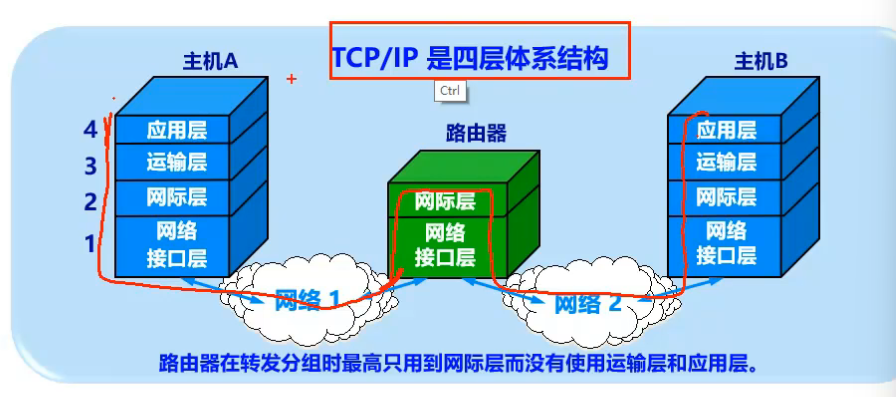 TCP/IP 是四层体系结构
主机A
主机B
Ctrl
路由器
4 应用层
3 运输层
2 网际层
1 网络
接口层
网际层
网络
接口层
应用层
运输层
网际层
网络
接口层
网络 1
网络 2
路由器在转发分组时最高只用到网际层而没有使用运输层和应用层。